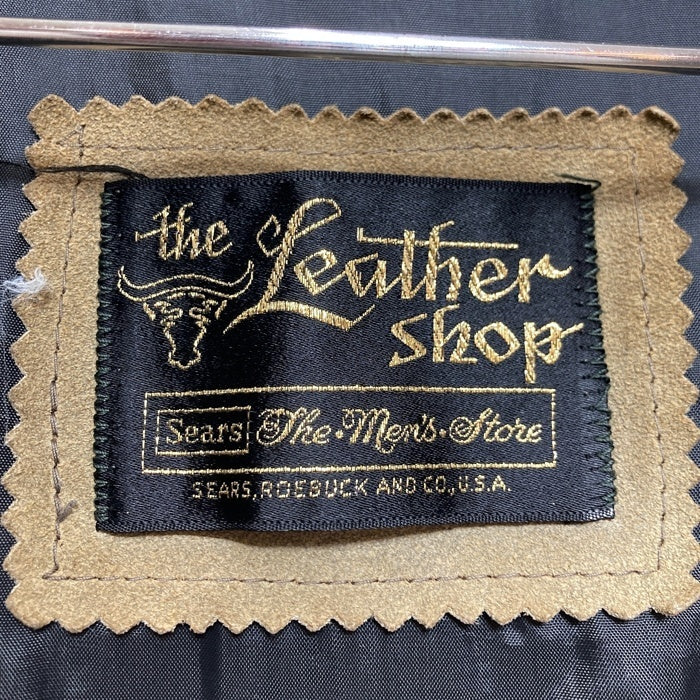 the Leather
shop
Sears The • Men's • Store
SEARS, ROEBUCK AND CO., U.S.A.